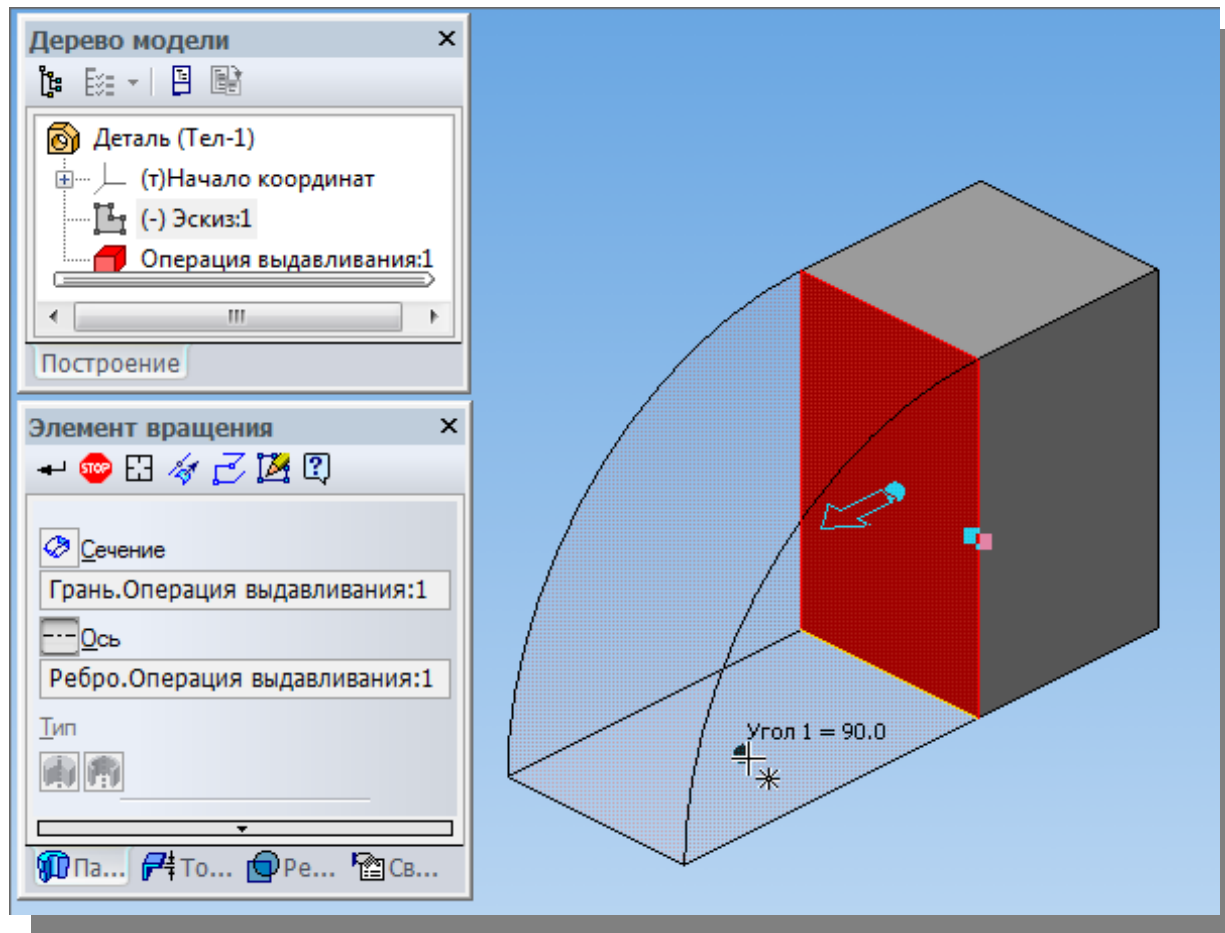 Дерево модели
Деталь (Тел-1)
(т)Начало координат
(-) Эскиз:1
Операция выдавливания:1
Построение
Элемент вращения
STOP
Сечение
Грань.Операция выдавливания:1
Ось
Ребро.Операция выдавливания:1
Тип
Па... То... Ре... Св...
Угол 1 = 90.0